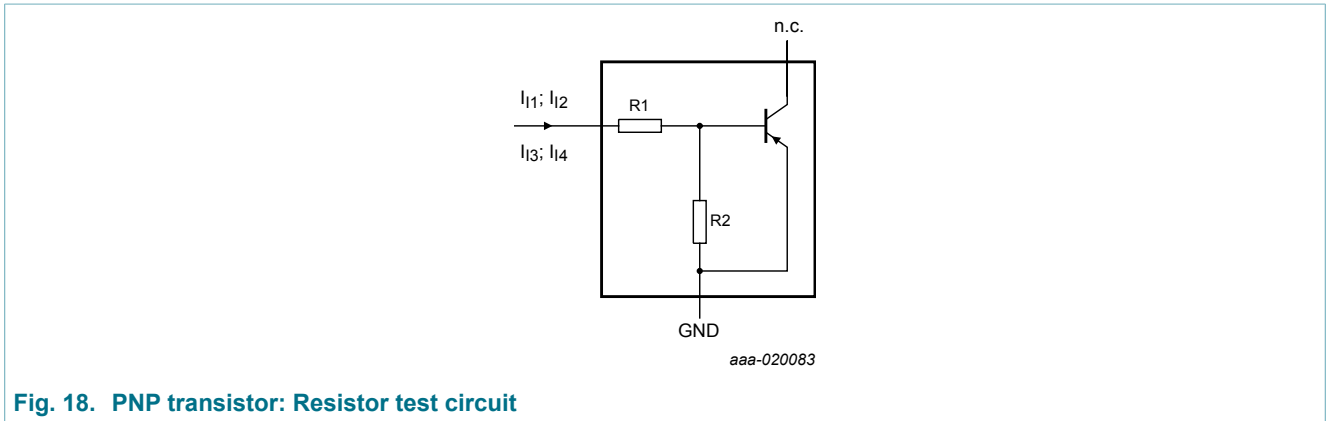 n.c.
I_I1; I_I2
R1
I_I3; I_I4
R2
GND
aaa-020083
Fig. 18. PNP transistor: Resistor test circuit